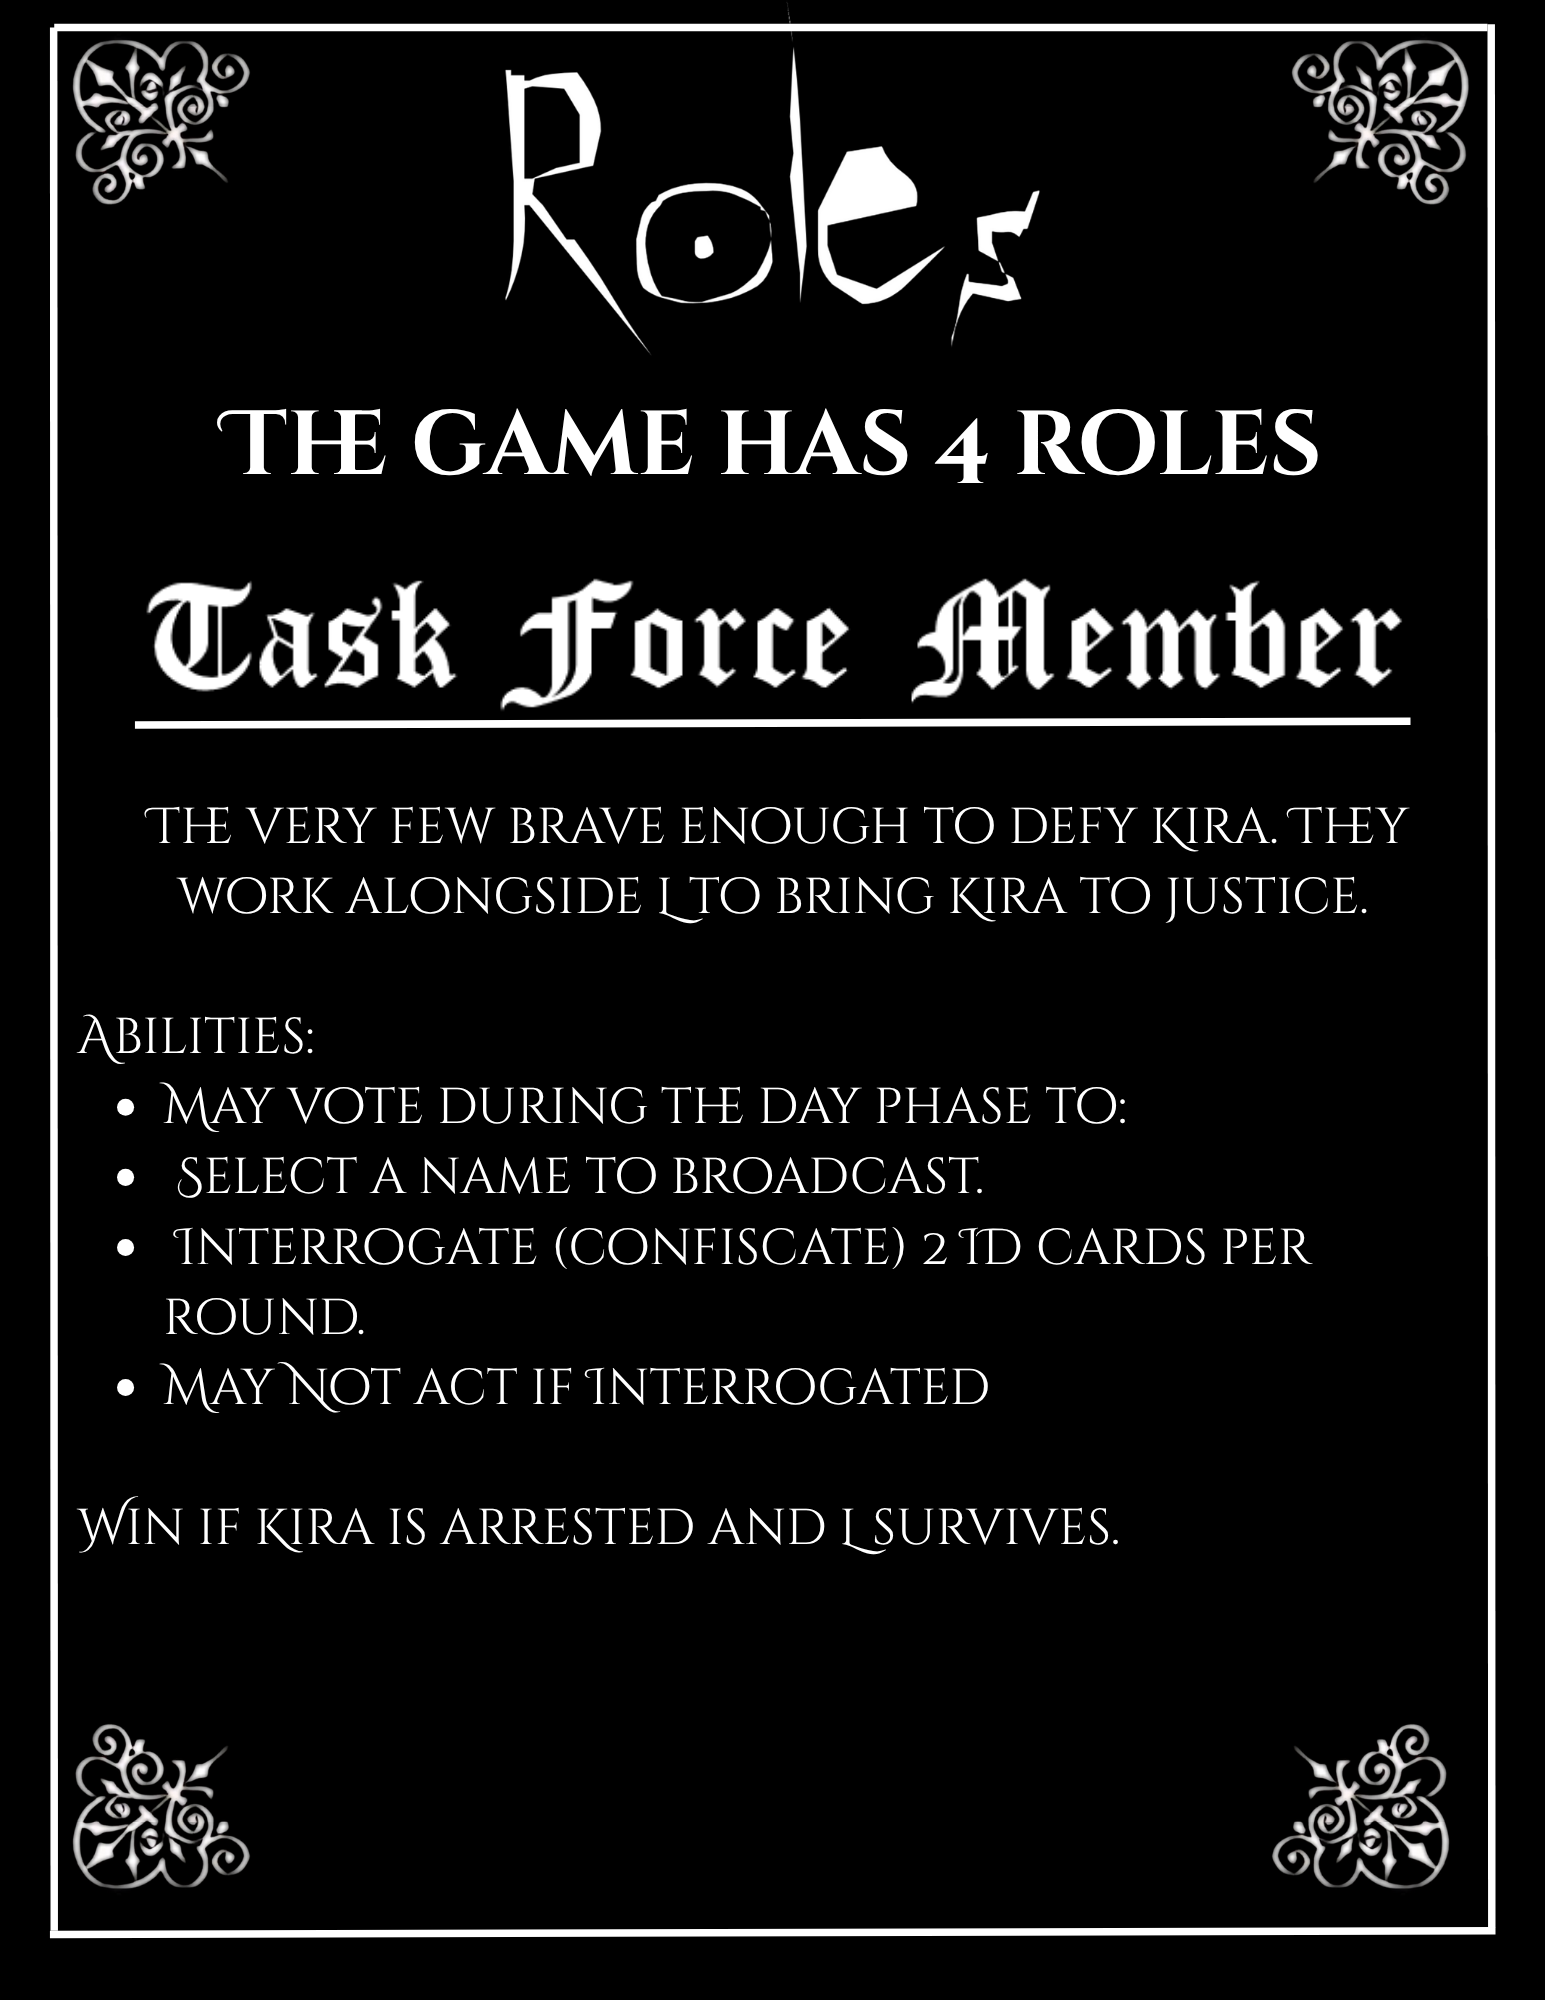 Roles
The game has 4 roles
Task Force Member
The very few brave enough to defy Kira. They
work alongside L to bring Kira to justice.
Abilities:
• May vote during the day phase to:
• Select a name to broadcast.
• Interrogate (confiscate) 2 ID cards per
round.
• May Not act if Interrogated
Win if Kira is arrested and L survives.